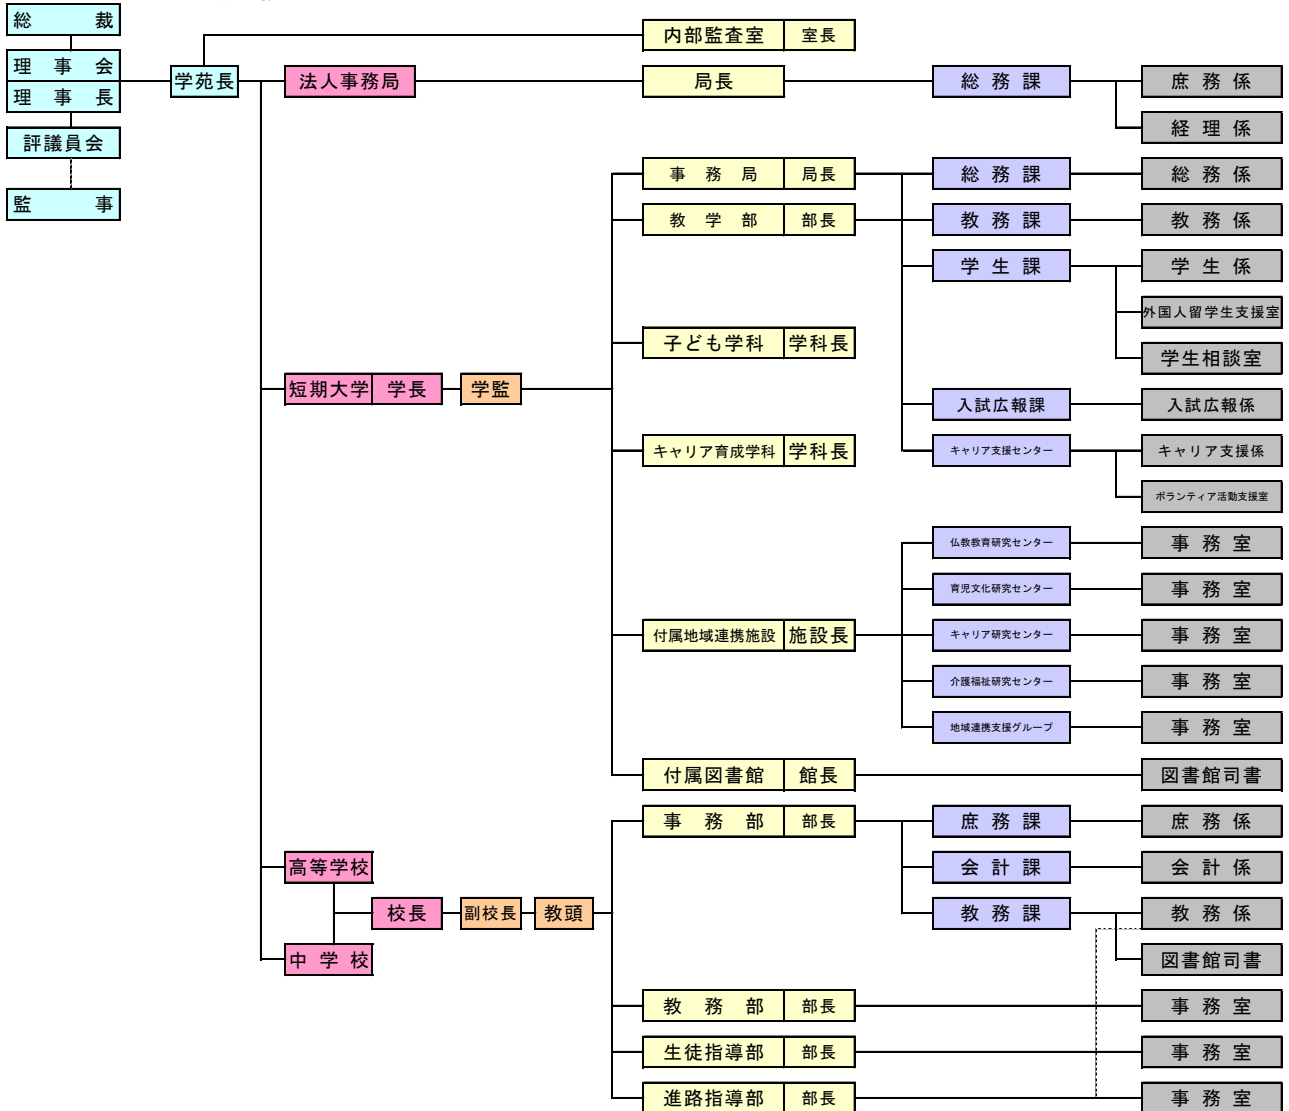 総裁
内部監査室 室長
理事会
理事長
学苑長
法人事務局
局長
総務課
庶務係
評議員会
経理係
監事
事務局 局長
総務課
総務係
教学部 部長
教務課
教務係
学生課
学生係
外国人留学生支援室
子ども学科 学科長
学生相談室
短期大学 学長
学監
入試広報課
入試広報係
キャリア育成学科 学科長
キャリア支援センター
キャリア支援係
ボランティア活動支援室
仏教教育研究センター
事務室
育児文化研究センター
事務室
付属地域連携施設 施設長
キャリア研究センター
事務室
介護福祉研究センター
事務室
地域連携支援グループ
事務室
付属図書館 館長
図書館司書
事務部 部長
庶務課
庶務係
高等学校
会計課
会計係
校長
副校長
教頭
教務課
教務係
中学校
図書館司書
教務部 部長
事務室
生徒指導部 部長
事務室
進路指導部 部長
事務室